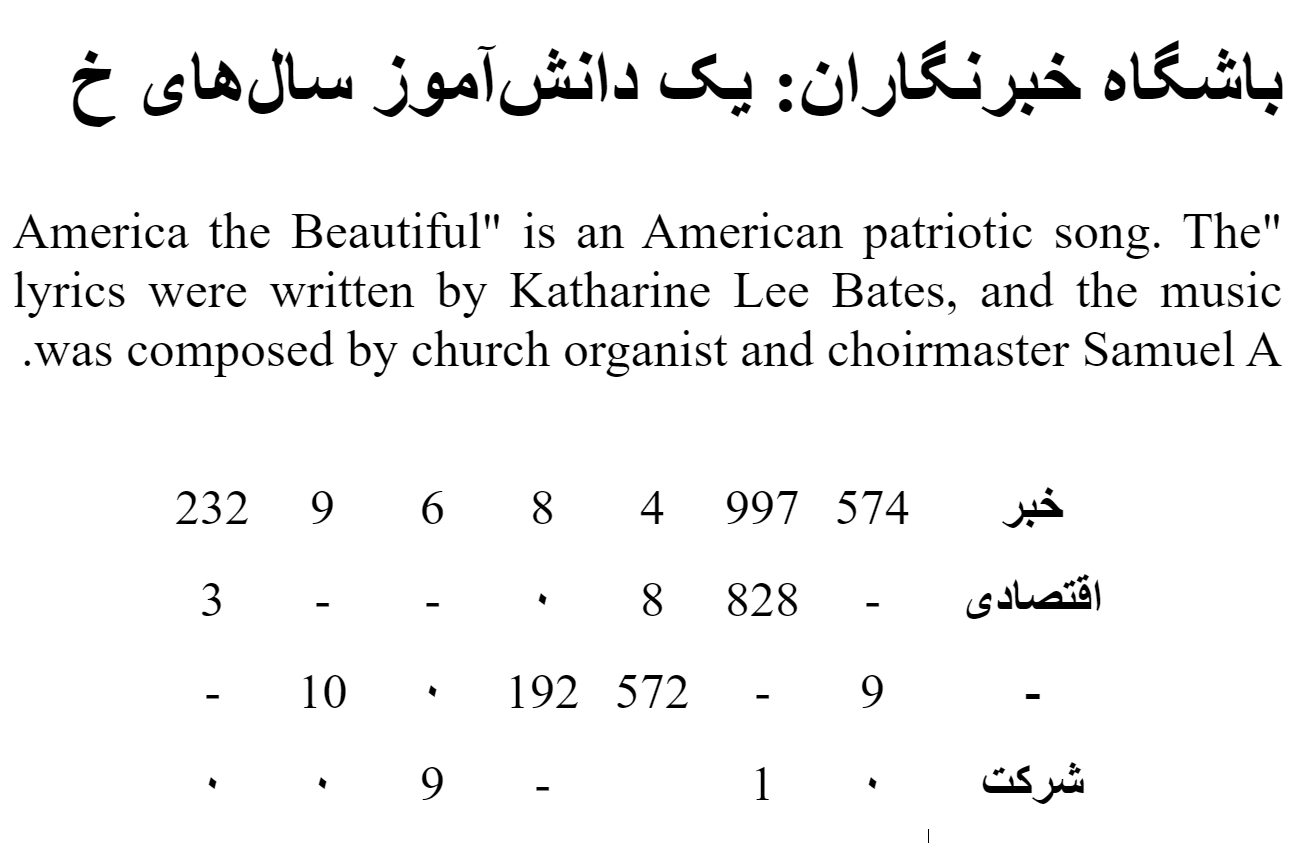 باشگاه خبرنگاران: یک دانش‌آموز سال‌های خ
America the Beautiful" is an American patriotic song. The"
lyrics were written by Katharine Lee Bates, and the music
.was composed by church organist and choirmaster Samuel A
خبر 574 997 4 8 6 9 232
اقتصادی - 828 8 ۰ - - 3
- 9 - 572 192 ۰ 10 -
شرکت ۰ 1 - 9 ۰ ۰